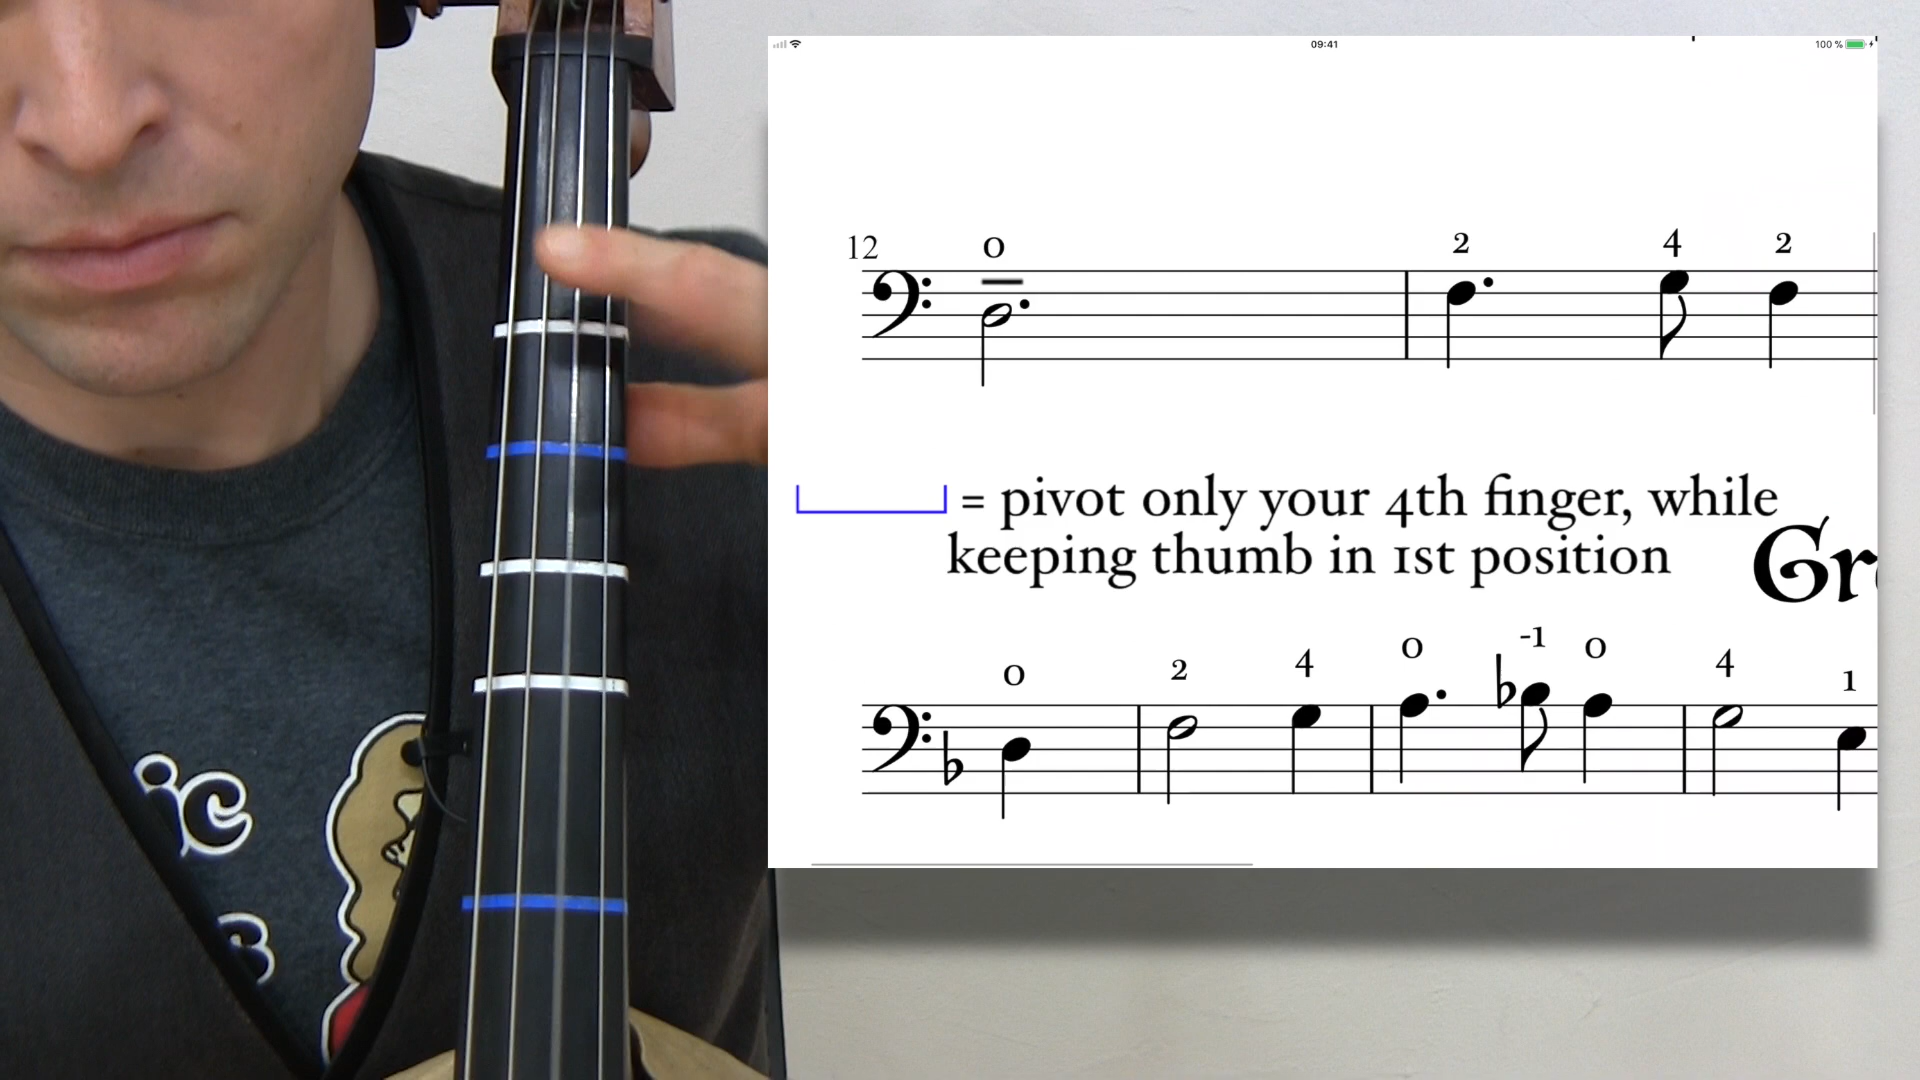 09:41
100 %
12
0
2 4 2
= pivot only your 4th finger, while
keeping thumb in 1st position
0 2 4 0 -1 0 4 1
ic
s